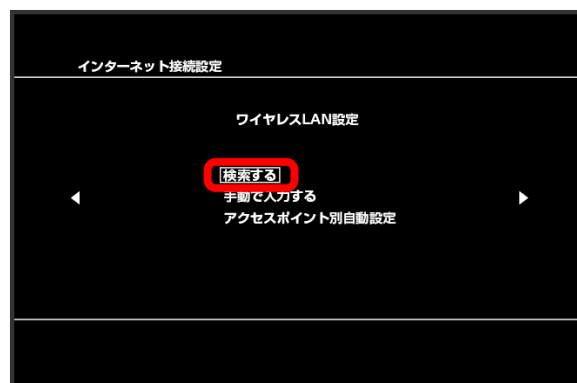 インターネット接続設定
ワイヤレスLAN設定
検索する
手動で入力する
アクセスポイント別自動設定